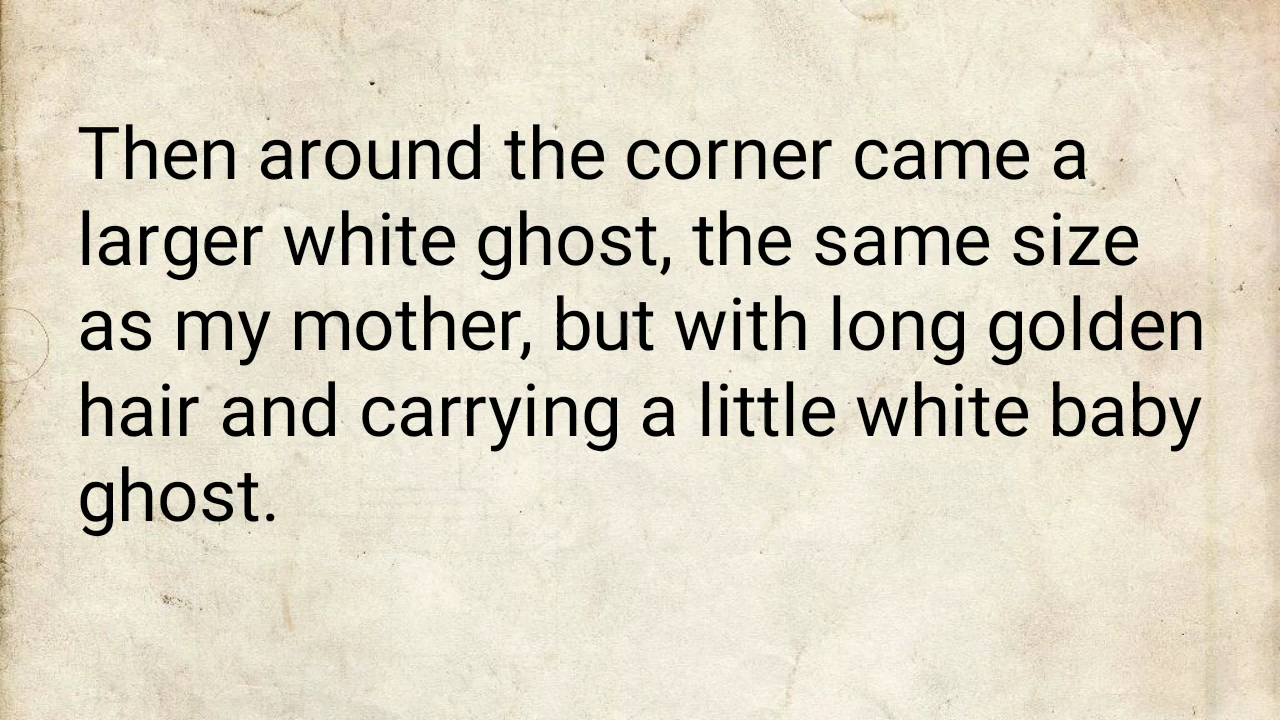 Then around the corner came a
larger white ghost, the same size
as my mother, but with long golden
hair and carrying a little white baby
ghost.